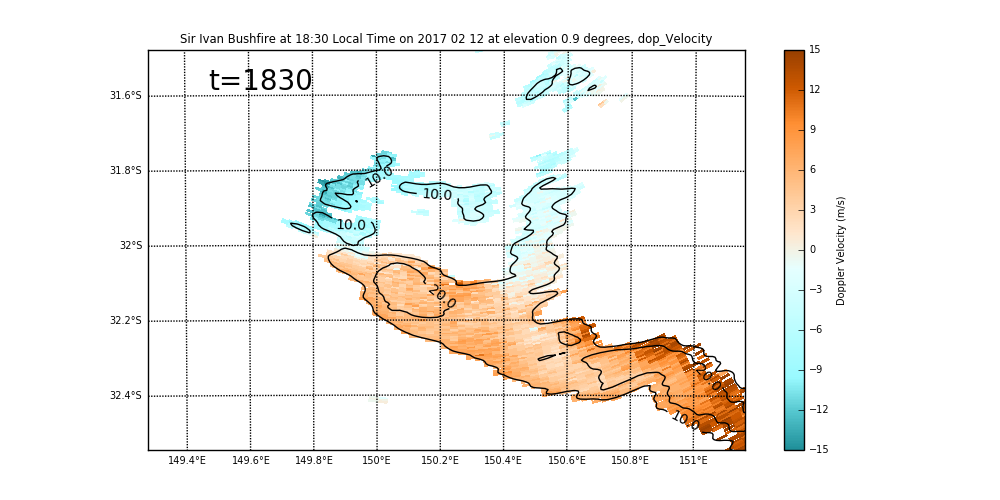 Sir Ivan Bushfire at 18:30 Local Time on 2017 02 12 at elevation 0.9 degrees, dop_Velocity
t=1830
31.6°S
31.8°S
32°S
32.2°S
32.4°S
149.4°E 149.6°E 149.8°E 150°E 150.2°E 150.4°E 150.6°E 150.8°E 151°E
10.0
10.0
10.0
20.0
20.0
10.0
15
12
9
6
3
0
−3
−6
−9
−12
−15
Doppler Velocity (m/s)